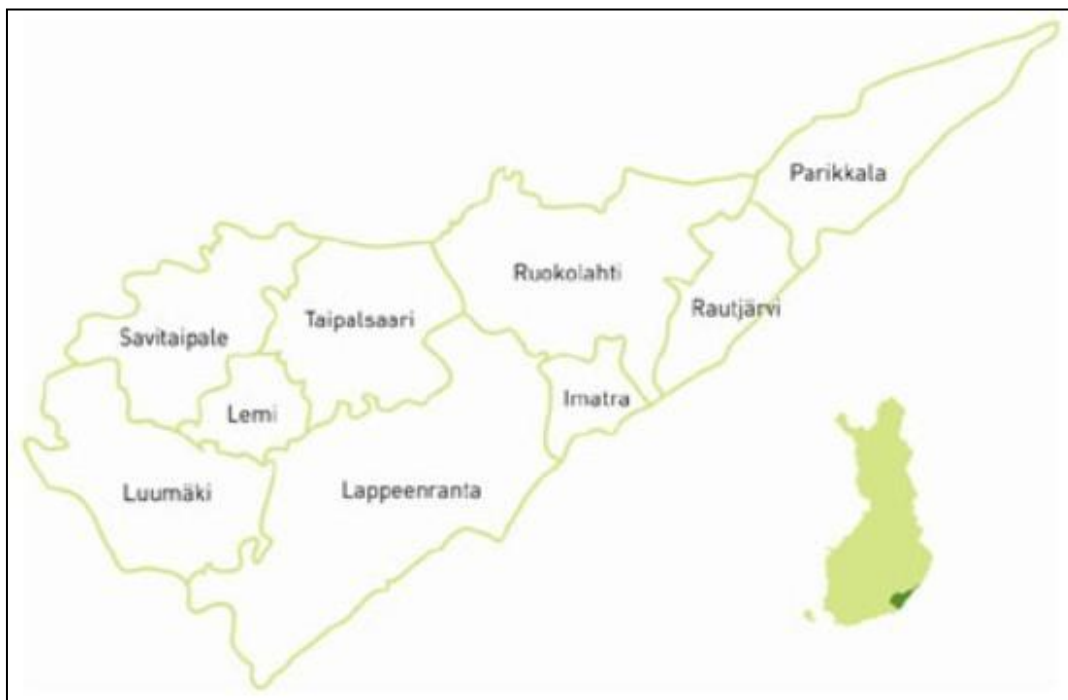 Parikkala
Ruokolahti
Rautjärvi
Taipalsaari
Savitaipale
Imatra
Lemi
Luumäki
Lappeenranta